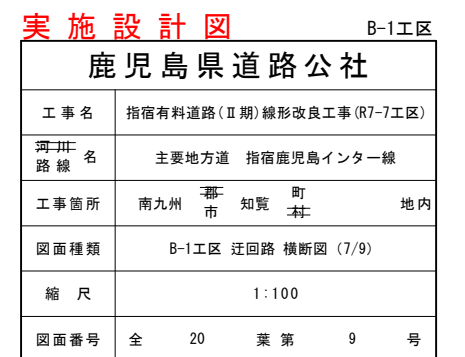 実施設計図 B-1工区
鹿児島県道路公社
工事名 指宿有料道路(Ⅱ期)線形改良工事(R7-7工区)
河川
路線 名 主要地方道 指宿鹿児島インター線
工事箇所 南九州 郡 市 知覧 町 村 地内
図面種類 B-1工区 迂回路 横断図 (7/9)
縮尺 1:100
図面番号 全 20 葉第 9 号